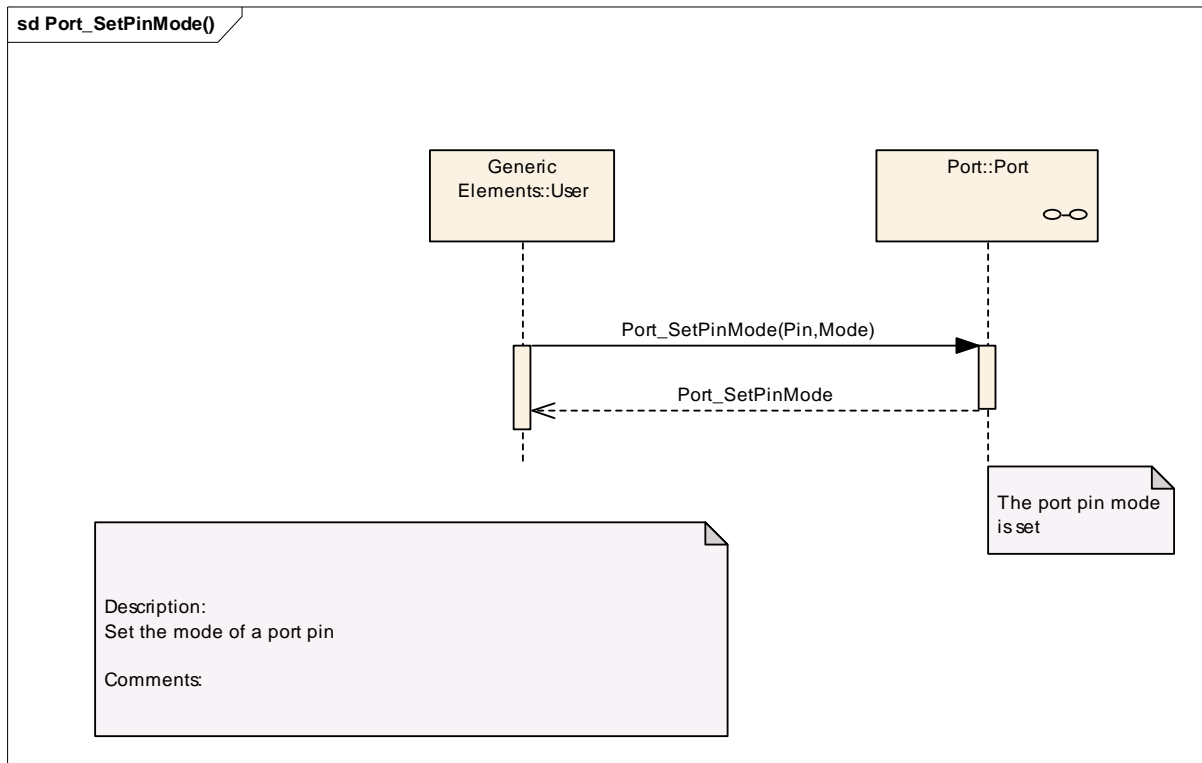 sd Port_SetPinMode()
Generic
Elements::User
Port::Port
Port_SetPinMode(Pin,Mode)
Port_SetPinMode
The port pin mode
is set
Description:
Set the mode of a port pin
Comments: